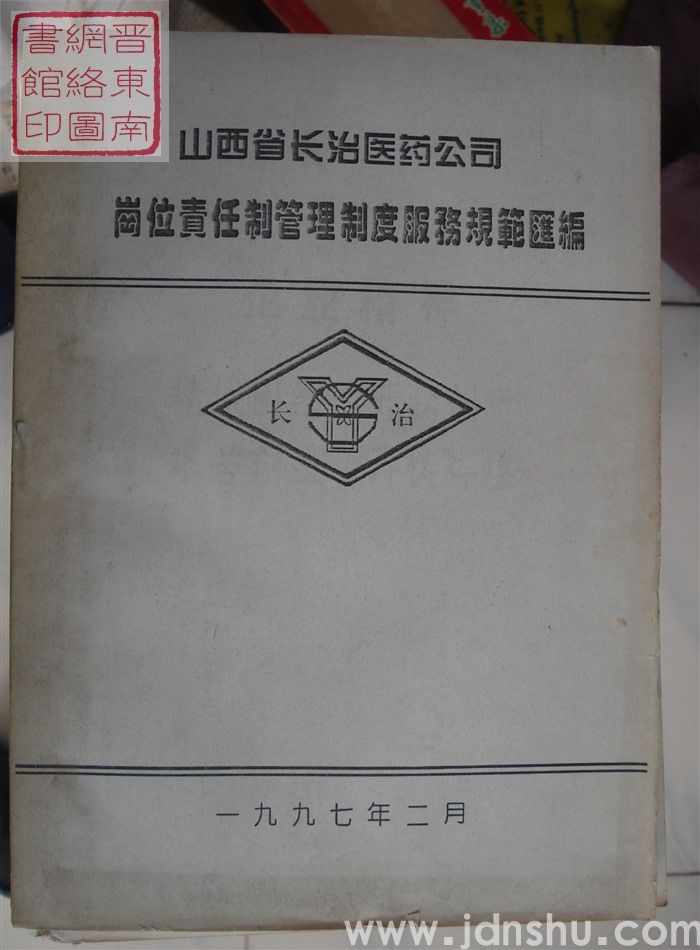 晋東南
網絡圖
書館印
山西省长治医药公司
崗位責任制管理制度服務規範匯編
长 治
一九九七年二月
www.jdnshu.com